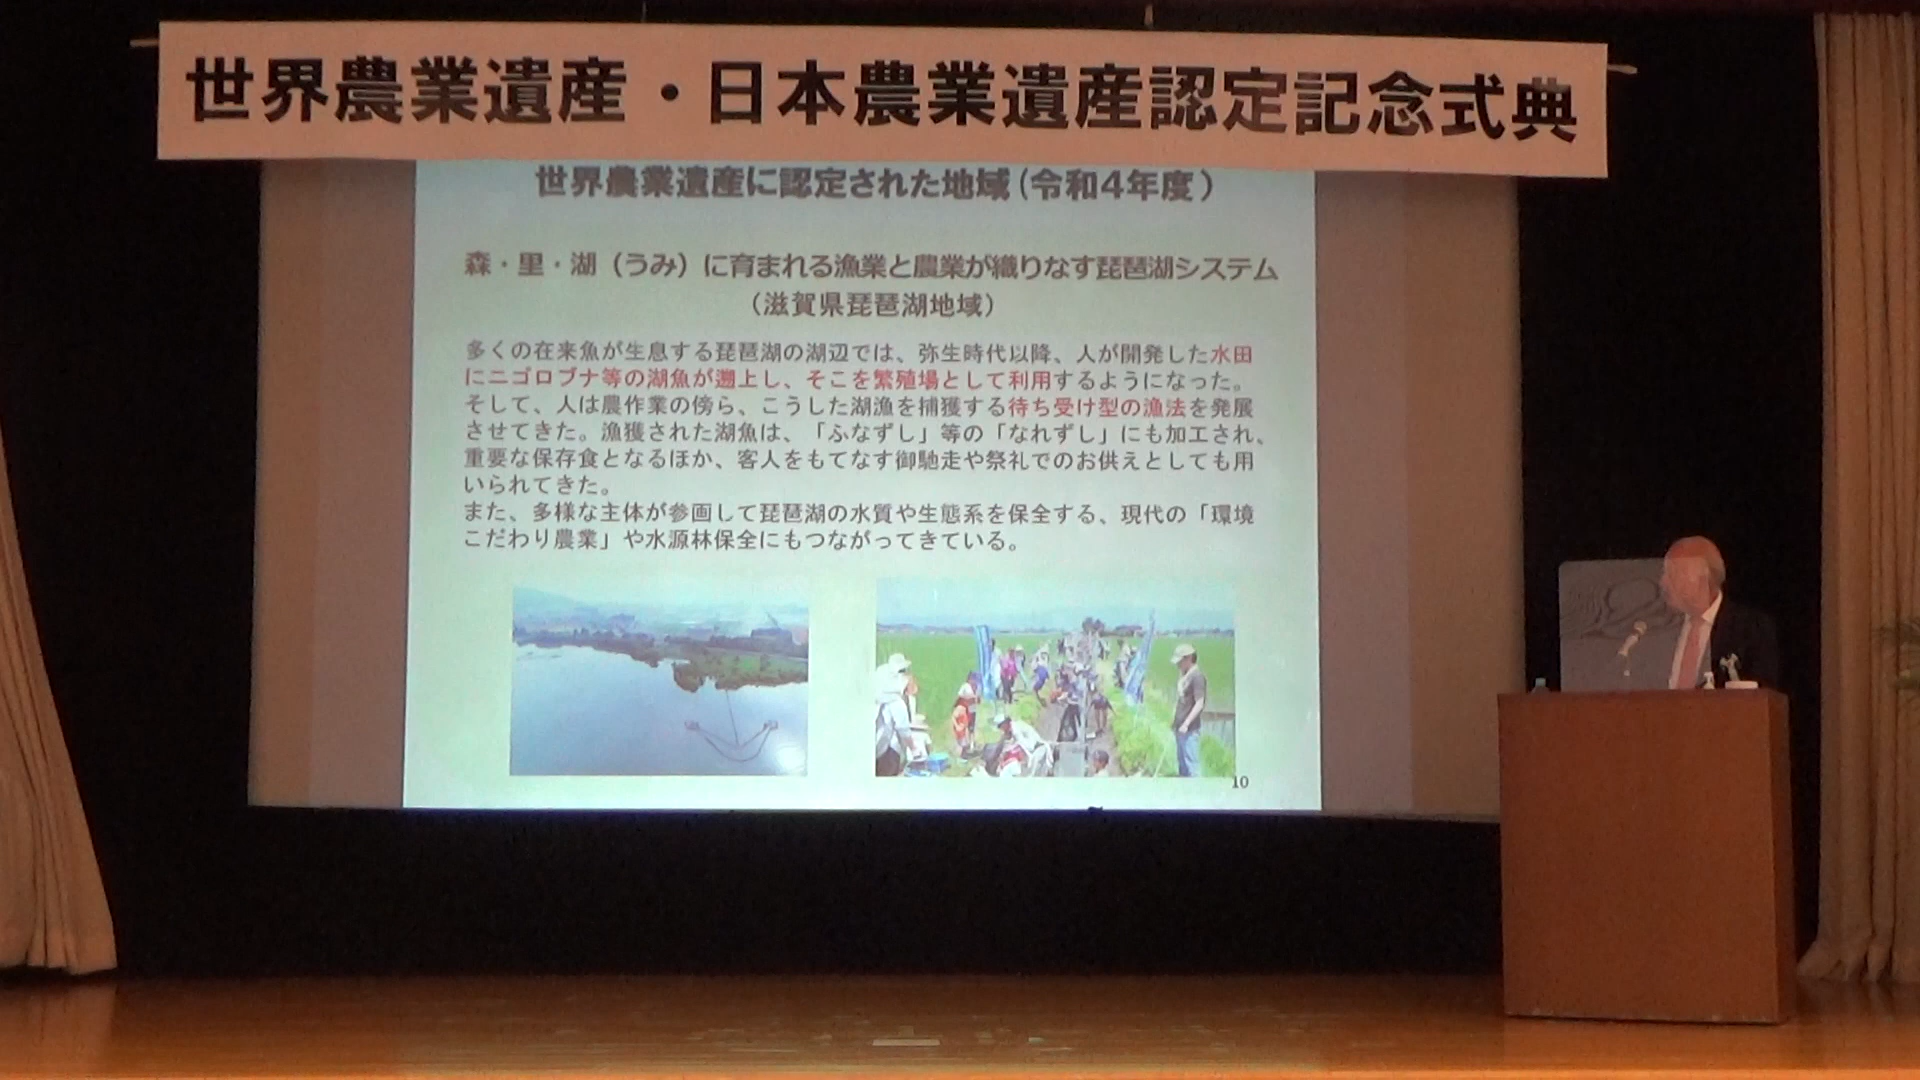 世界農業遺産・日本農業遺産認定記念式典
世界農業遺産に認定された地域(令和4年度)
森・里・湖（うみ）に育まれる漁業と農業が織りなす琵琶湖システム
（滋賀県琵琶湖地域）
多くの在来魚が生息する琵琶湖の湖辺では、弥生時代以降、人が開発した水田
にニゴロブナ等の湖魚が遡上し、そこを繁殖場として利用するようになった。
そして、人は農作業の傍ら、こうした湖漁を捕獲する待ち受け型の漁法を発展
させてきた。漁獲された湖魚は、「ふなずし」等の「なれずし」にも加工され、
重要な保存食となるほか、客人をもてなす御馳走や祭礼でのお供えとしても用
いられてきた。
また、多様な主体が参画して琵琶湖の水質や生態系を保全する、現代の「環境
こだわり農業」や水源林保全にもつながってきている。
10